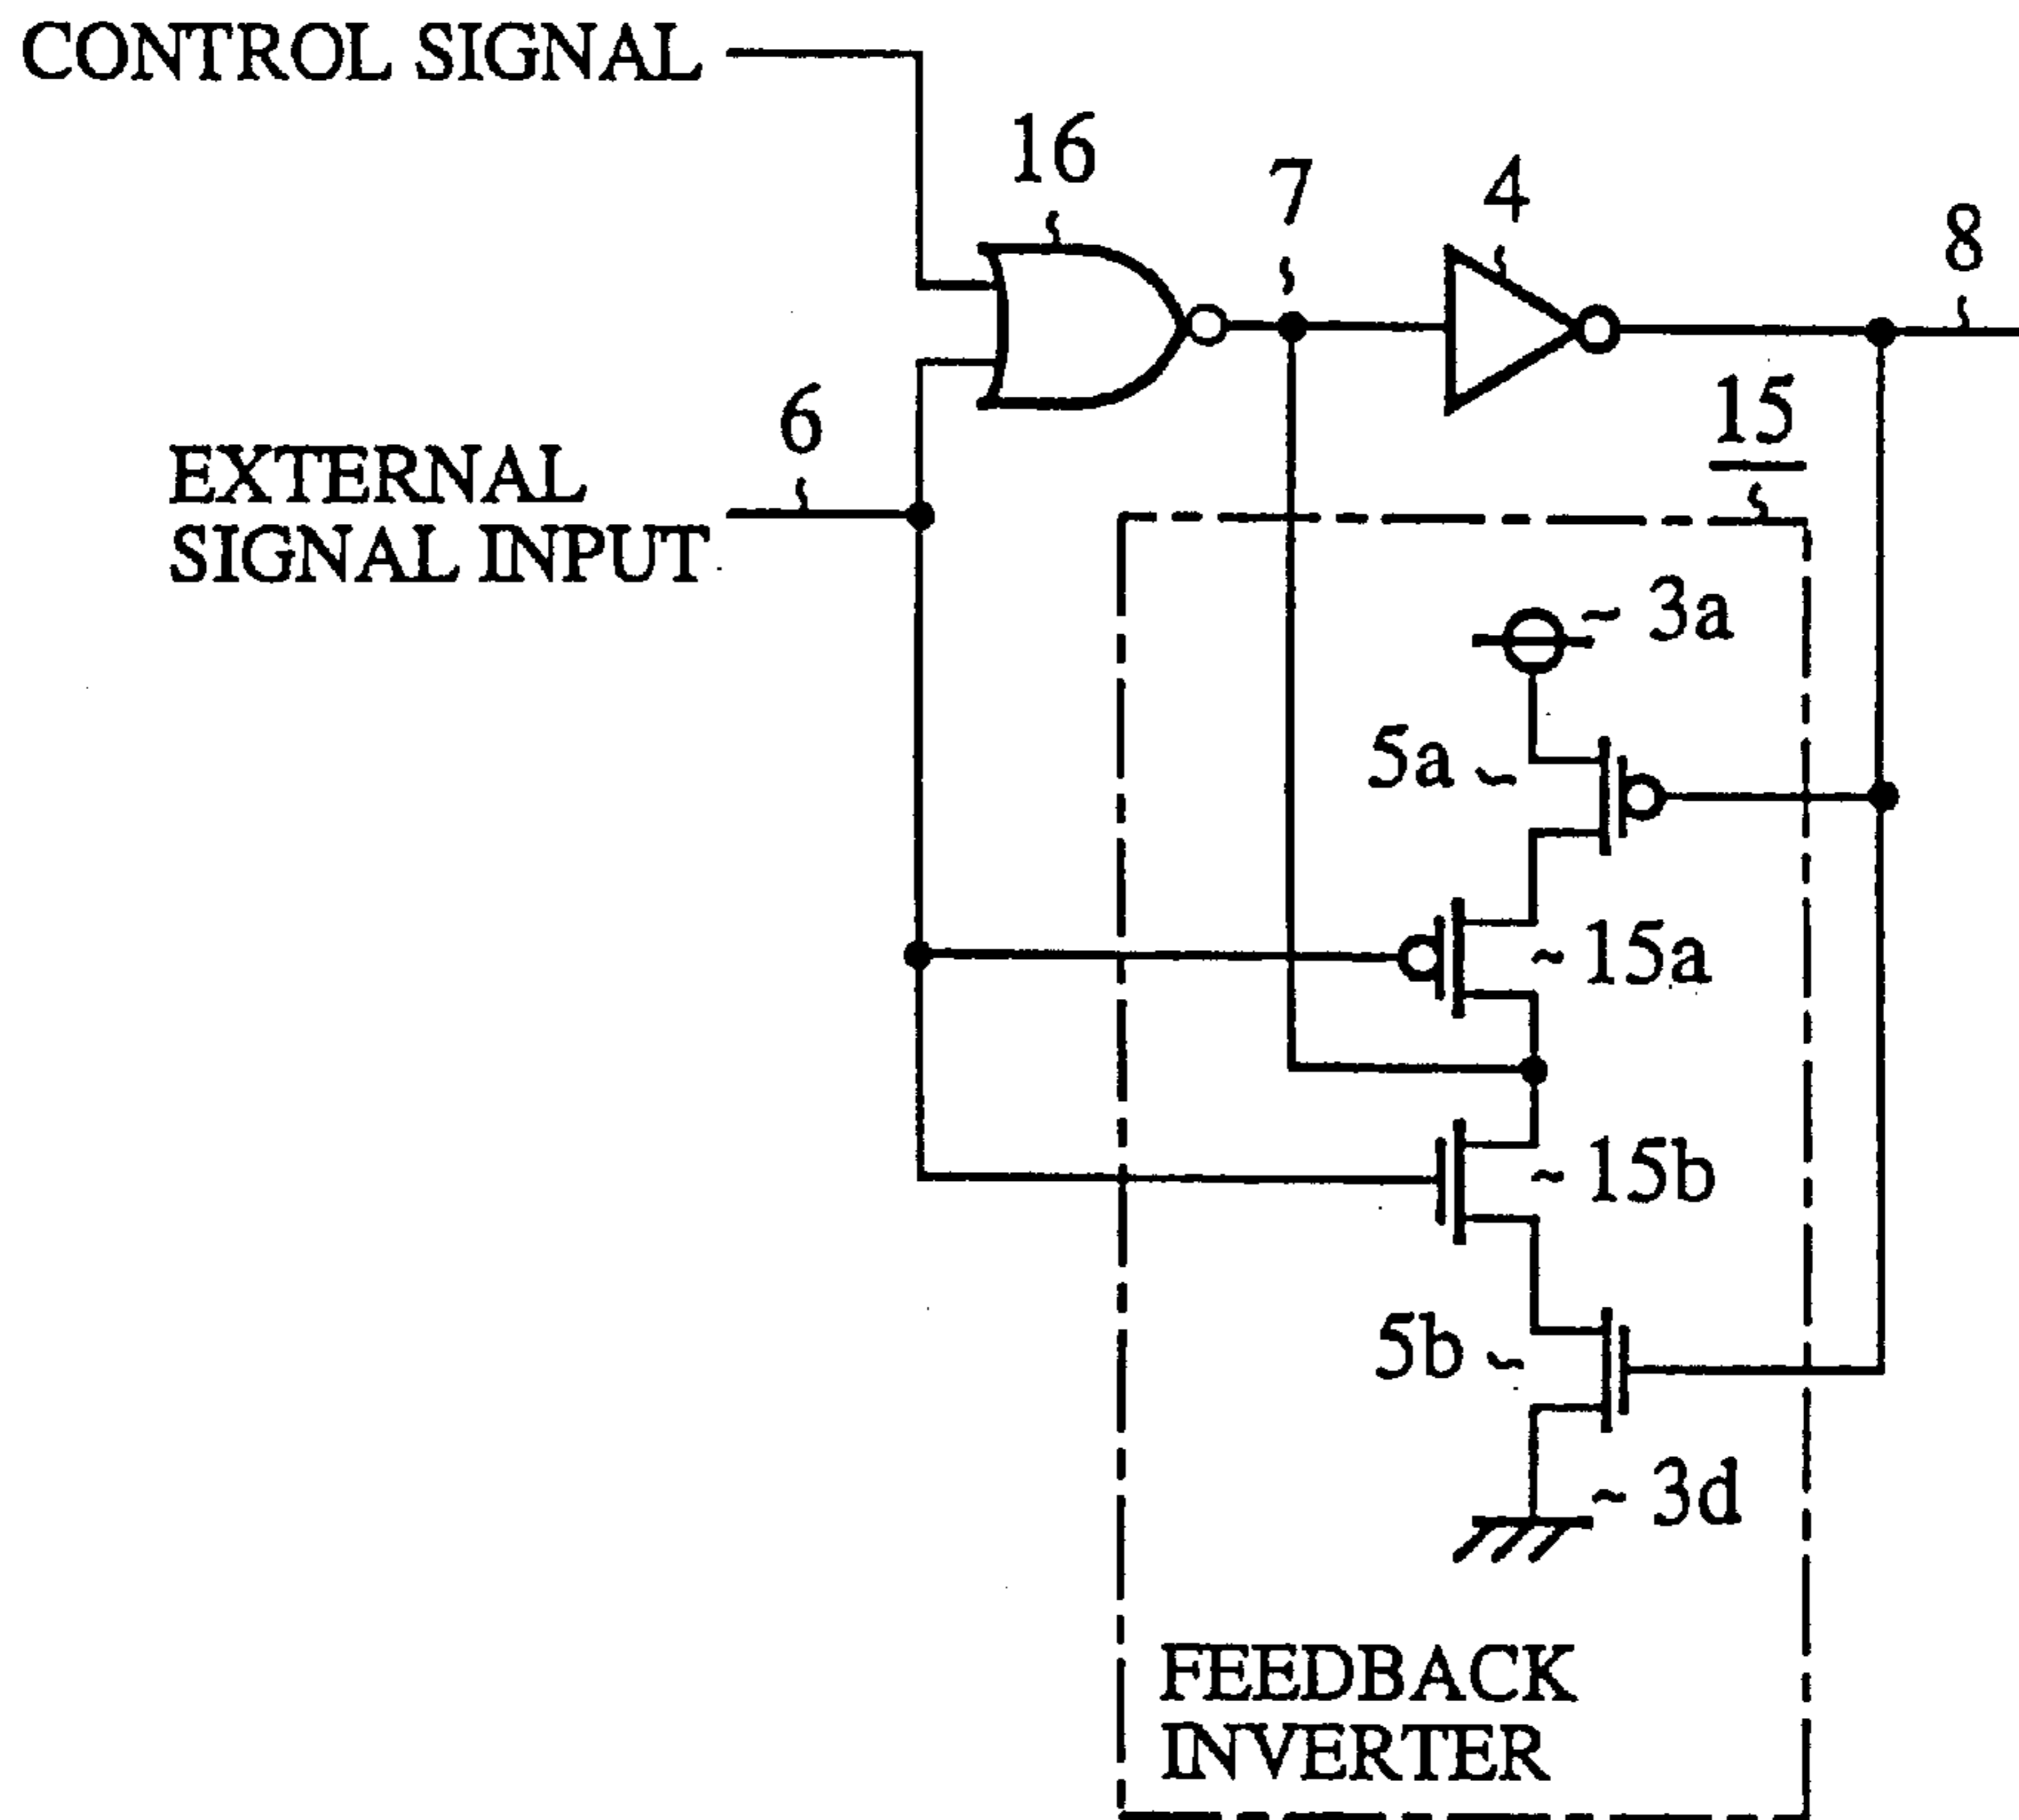 CONTROL SIGNAL
16
7
4
8
6
15
EXTERNAL
SIGNAL INPUT
3a
5a
15a
15b
5b
3d
FEEDBACK
INVERTER